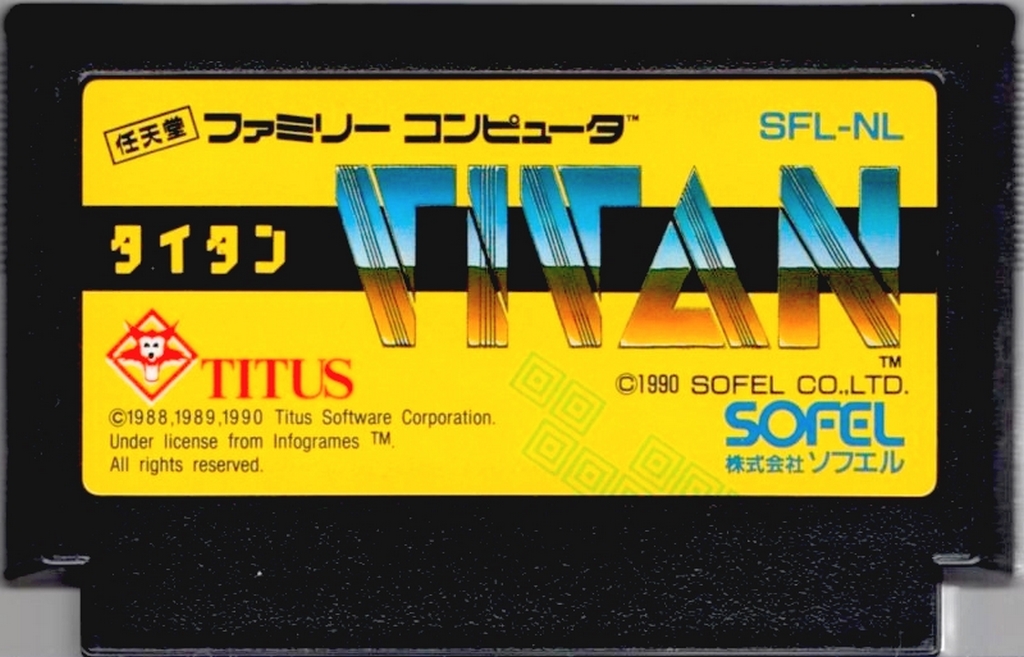 任天堂 ファミリー コンピュータ™
SFL-NL
TITAN
タイタン
TM
TITUS
©1988,1989,1990 Titus Software Corporation.
Under license from Infogrames TM.
All rights reserved.
©1990 SOFEL CO.,LTD.
SOFEL
株式会社 ソフエル